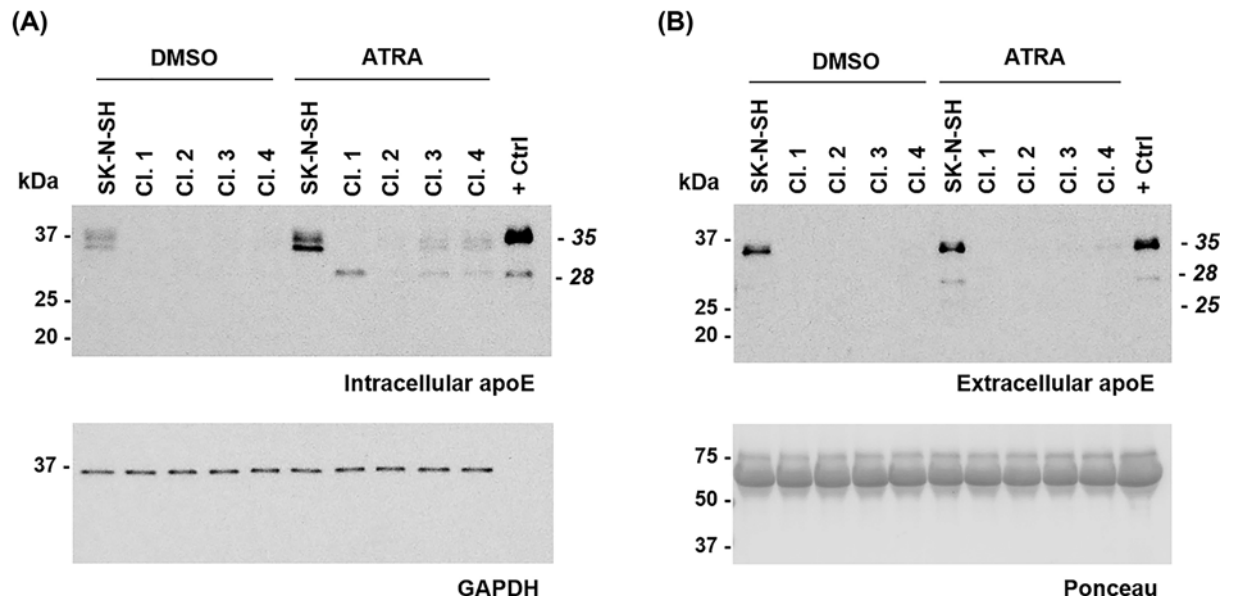 (A)
DMSO ATRA
SK-N-SH Cl. 1 Cl. 2 Cl. 3 Cl. 4 SK-N-SH Cl. 1 Cl. 2 Cl. 3 Cl. 4 + Ctrl
kDa
37 - - 35
- 28
25 -
20 -
Intracellular apoE
37 -
GAPDH
(B)
DMSO ATRA
SK-N-SH Cl. 1 Cl. 2 Cl. 3 Cl. 4 SK-N-SH Cl. 1 Cl. 2 Cl. 3 Cl. 4 + Ctrl
kDa
37 - - 35
- 28
25 - - 25
20 -
Extracellular apoE
75 -
50 -
37 -
Ponceau